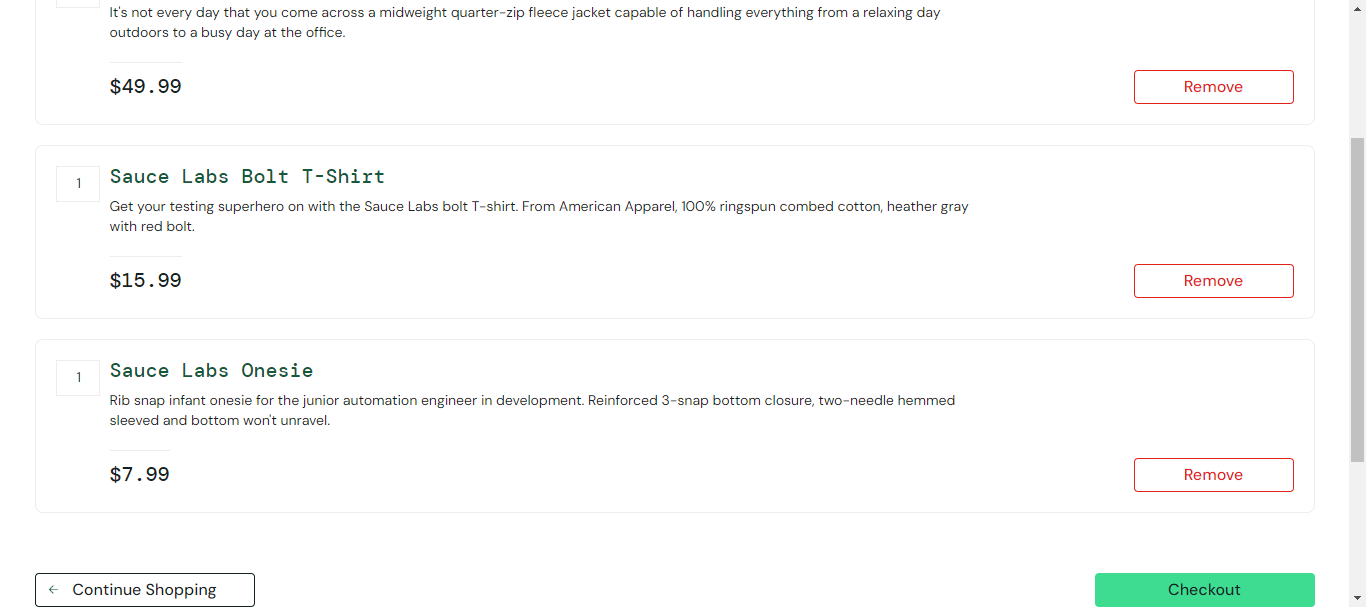 It's not every day that you come across a midweight quarter-zip fleece jacket capable of handling everything from a relaxing day
outdoors to a busy day at the office.
$49.99
Remove
1
Sauce Labs Bolt T-Shirt
Get your testing superhero on with the Sauce Labs bolt T-shirt. From American Apparel, 100% ringspun combed cotton, heather gray
with red bolt.
$15.99
Remove
1
Sauce Labs Onesie
Rib snap infant onesie for the junior automation engineer in development. Reinforced 3-snap bottom closure, two-needle hemmed
sleeved and bottom won't unravel.
$7.99
Remove
← Continue Shopping
Checkout